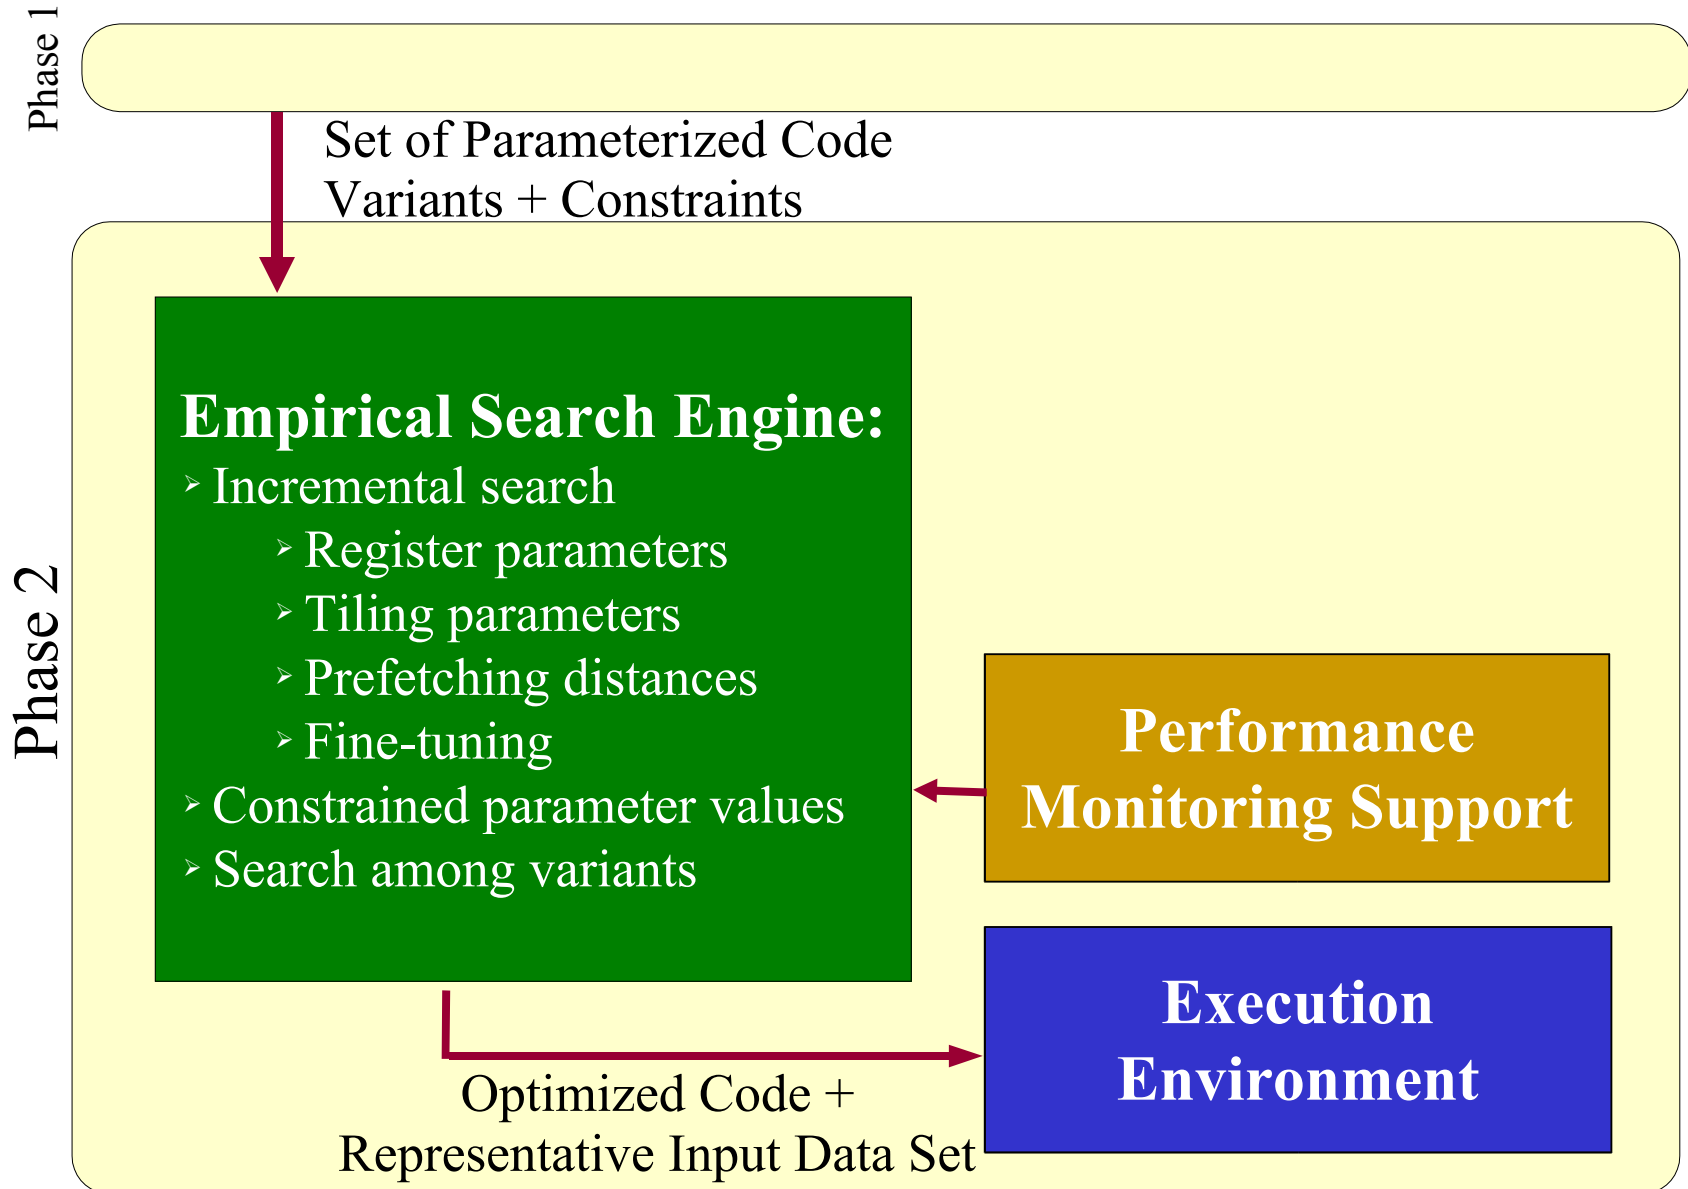 Phase 1
Set of Parameterized Code
Variants + Constraints
Phase 2
Empirical Search Engine:
➢ Incremental search
➢ Register parameters
➢ Tiling parameters
➢ Prefetching distances
➢ Fine-tuning
➢ Constrained parameter values
➢ Search among variants
Performance
Monitoring Support
Execution
Environment
Optimized Code +
Representative Input Data Set